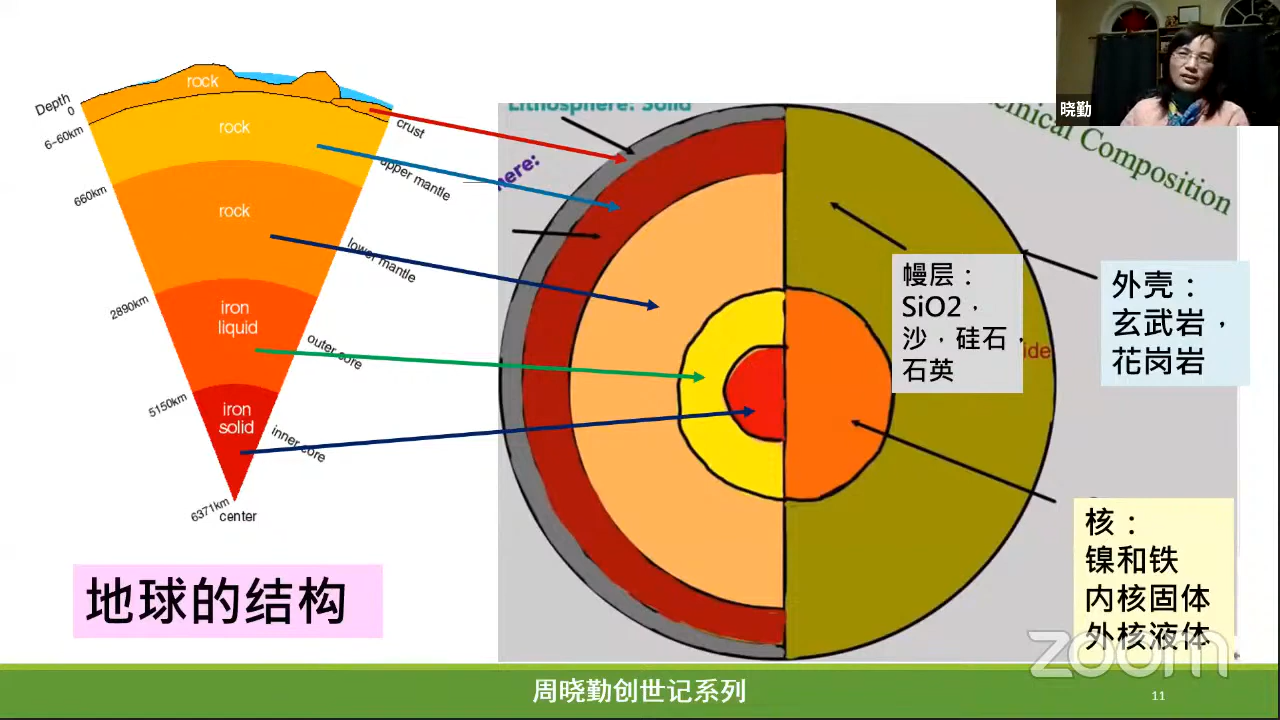 晓勤
Depth
0
6-60km
660km
2890km
5150km
6371km
rock
rock
rock
iron
liquid
iron
solid
crust
upper mantle
lower mantle
outer core
inner core
center
Lithosphere: Solid
here:
Composition
幔层：
SiO2，
沙，硅石，
石英
ide
外壳：
玄武岩，
花岗岩
核：
镍和铁
内核固体
外核液体
地球的结构
zoom
周晓勤创世记系列
11